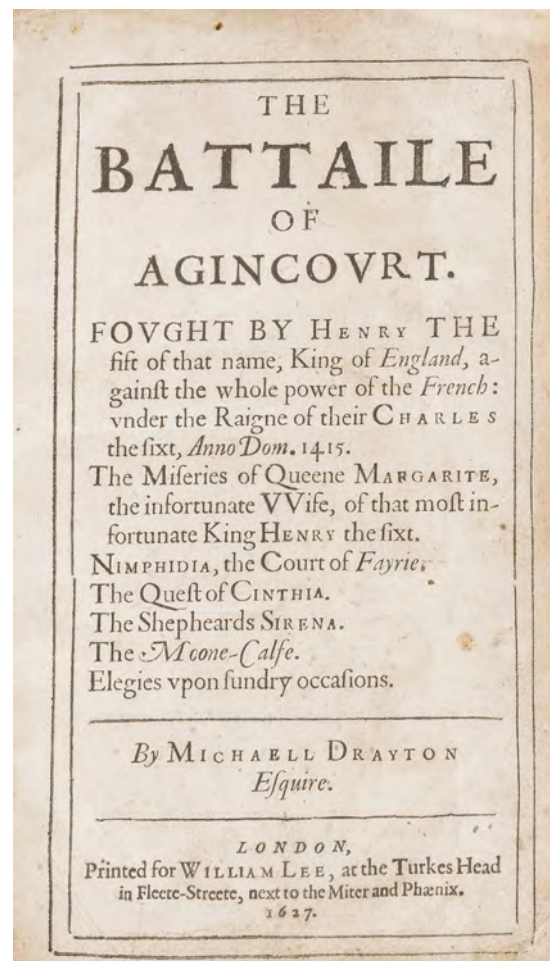 THE
BATTAILE
OF
AGINCOVRT.
FOVGHT BY HENRY THE
fift of that name, King of England, a-
gainſt the whole power of the French:
vnder the Raigne of their CHARLES
the ſixt, Anno Dom. 1415.
The Miſeries of Queene MARGARITE,
the infortunate VVife, of that moſt in-
fortunate King HENRY the ſixt.
NIMPHIDIA, the Court of Fayrie.
The Queſt of CINTHIA.
The Shepheards SIRENA.
The Moone-Calfe.
Elegies vpon ſundry occaſions.
By MICHAELL DRAYTON
Eſquire.
LONDON,
Printed for WILLIAM LEE, at the Turkes Head
in Fleete-Streete, next to the Miter and Phænix.
1627.